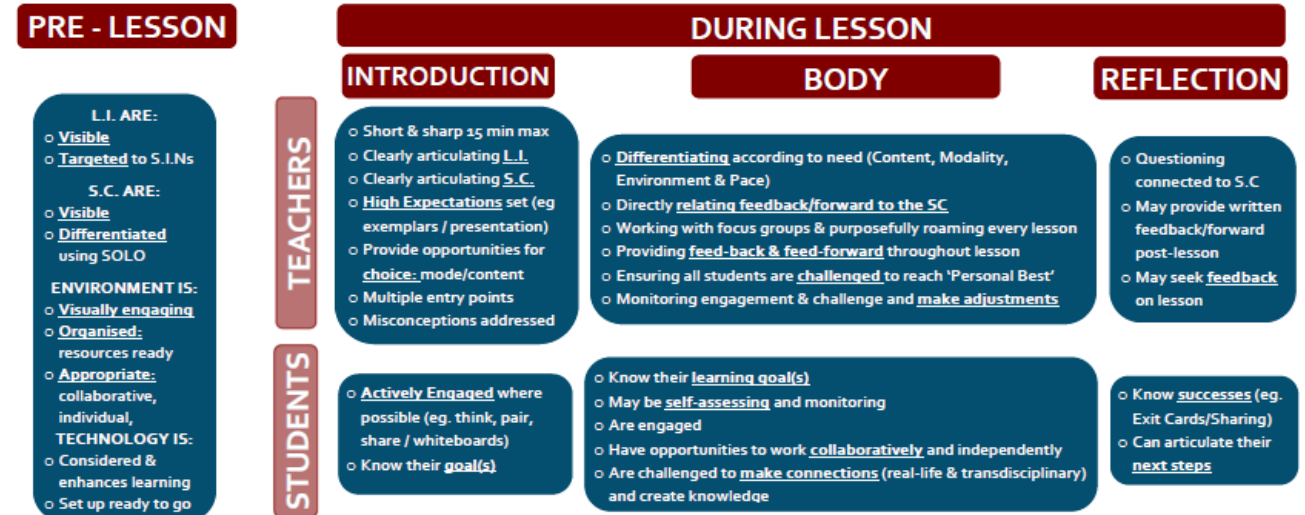 PRE - LESSON
L.I. ARE:
o Visible
o Targeted to S.I.Ns
S.C. ARE:
o Visible
o Differentiated
using SOLO
ENVIRONMENT IS:
o Visually engaging
o Organised:
resources ready
o Appropriate:
collaborative,
individual,
TECHNOLOGY IS:
o Considered &
enhances learning
o Set up ready to go
DURING LESSON
INTRODUCTION
BODY
REFLECTION
TEACHERS
o Short & sharp 15 min max
o Clearly articulating L.I.
o Clearly articulating S.C.
o High Expectations set (eg
exemplars / presentation)
o Provide opportunities for
choice: mode/content
o Multiple entry points
o Misconceptions addressed
o Differentiating according to need (Content, Modality,
Environment & Pace)
o Directly relating feedback/forward to the SC
o Working with focus groups & purposefully roaming every lesson
o Providing feed-back & feed-forward throughout lesson
o Ensuring all students are challenged to reach ‘Personal Best’
o Monitoring engagement & challenge and make adjustments
o Questioning
connected to S.C
o May provide written
feedback/forward
post-lesson
o May seek feedback
on lesson
STUDENTS
o Actively Engaged where
possible (eg. think, pair,
share / whiteboards)
o Know their goal(s)
o Know their learning goal(s)
o May be self-assessing and monitoring
o Are engaged
o Have opportunities to work collaboratively and independently
o Are challenged to make connections (real-life & transdisciplinary)
and create knowledge
o Know successes (eg.
Exit Cards/Sharing)
o Can articulate their
next steps